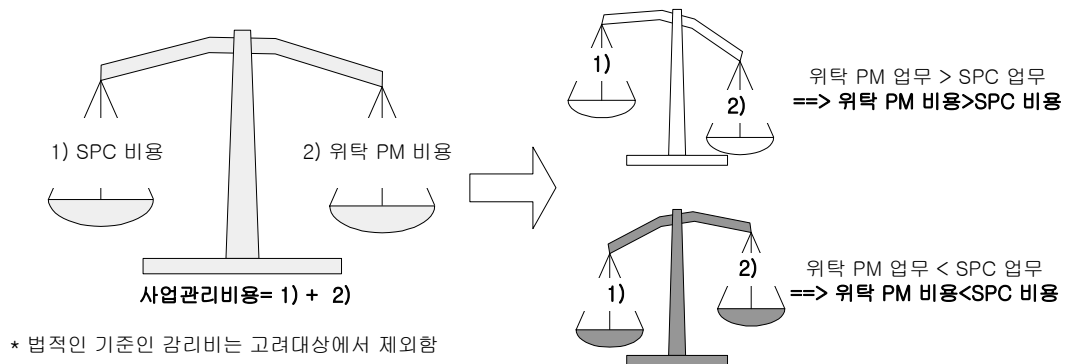 1) SPC 비용
2) 위탁 PM 비용
사업관리비용= 1) + 2)
* 법적인 기준인 감리비는 고려대상에서 제외함
1)
2)
위탁 PM 업무 > SPC 업무
==> 위탁 PM 비용>SPC 비용
1)
2)
위탁 PM 업무 < SPC 업무
==> 위탁 PM 비용<SPC 비용